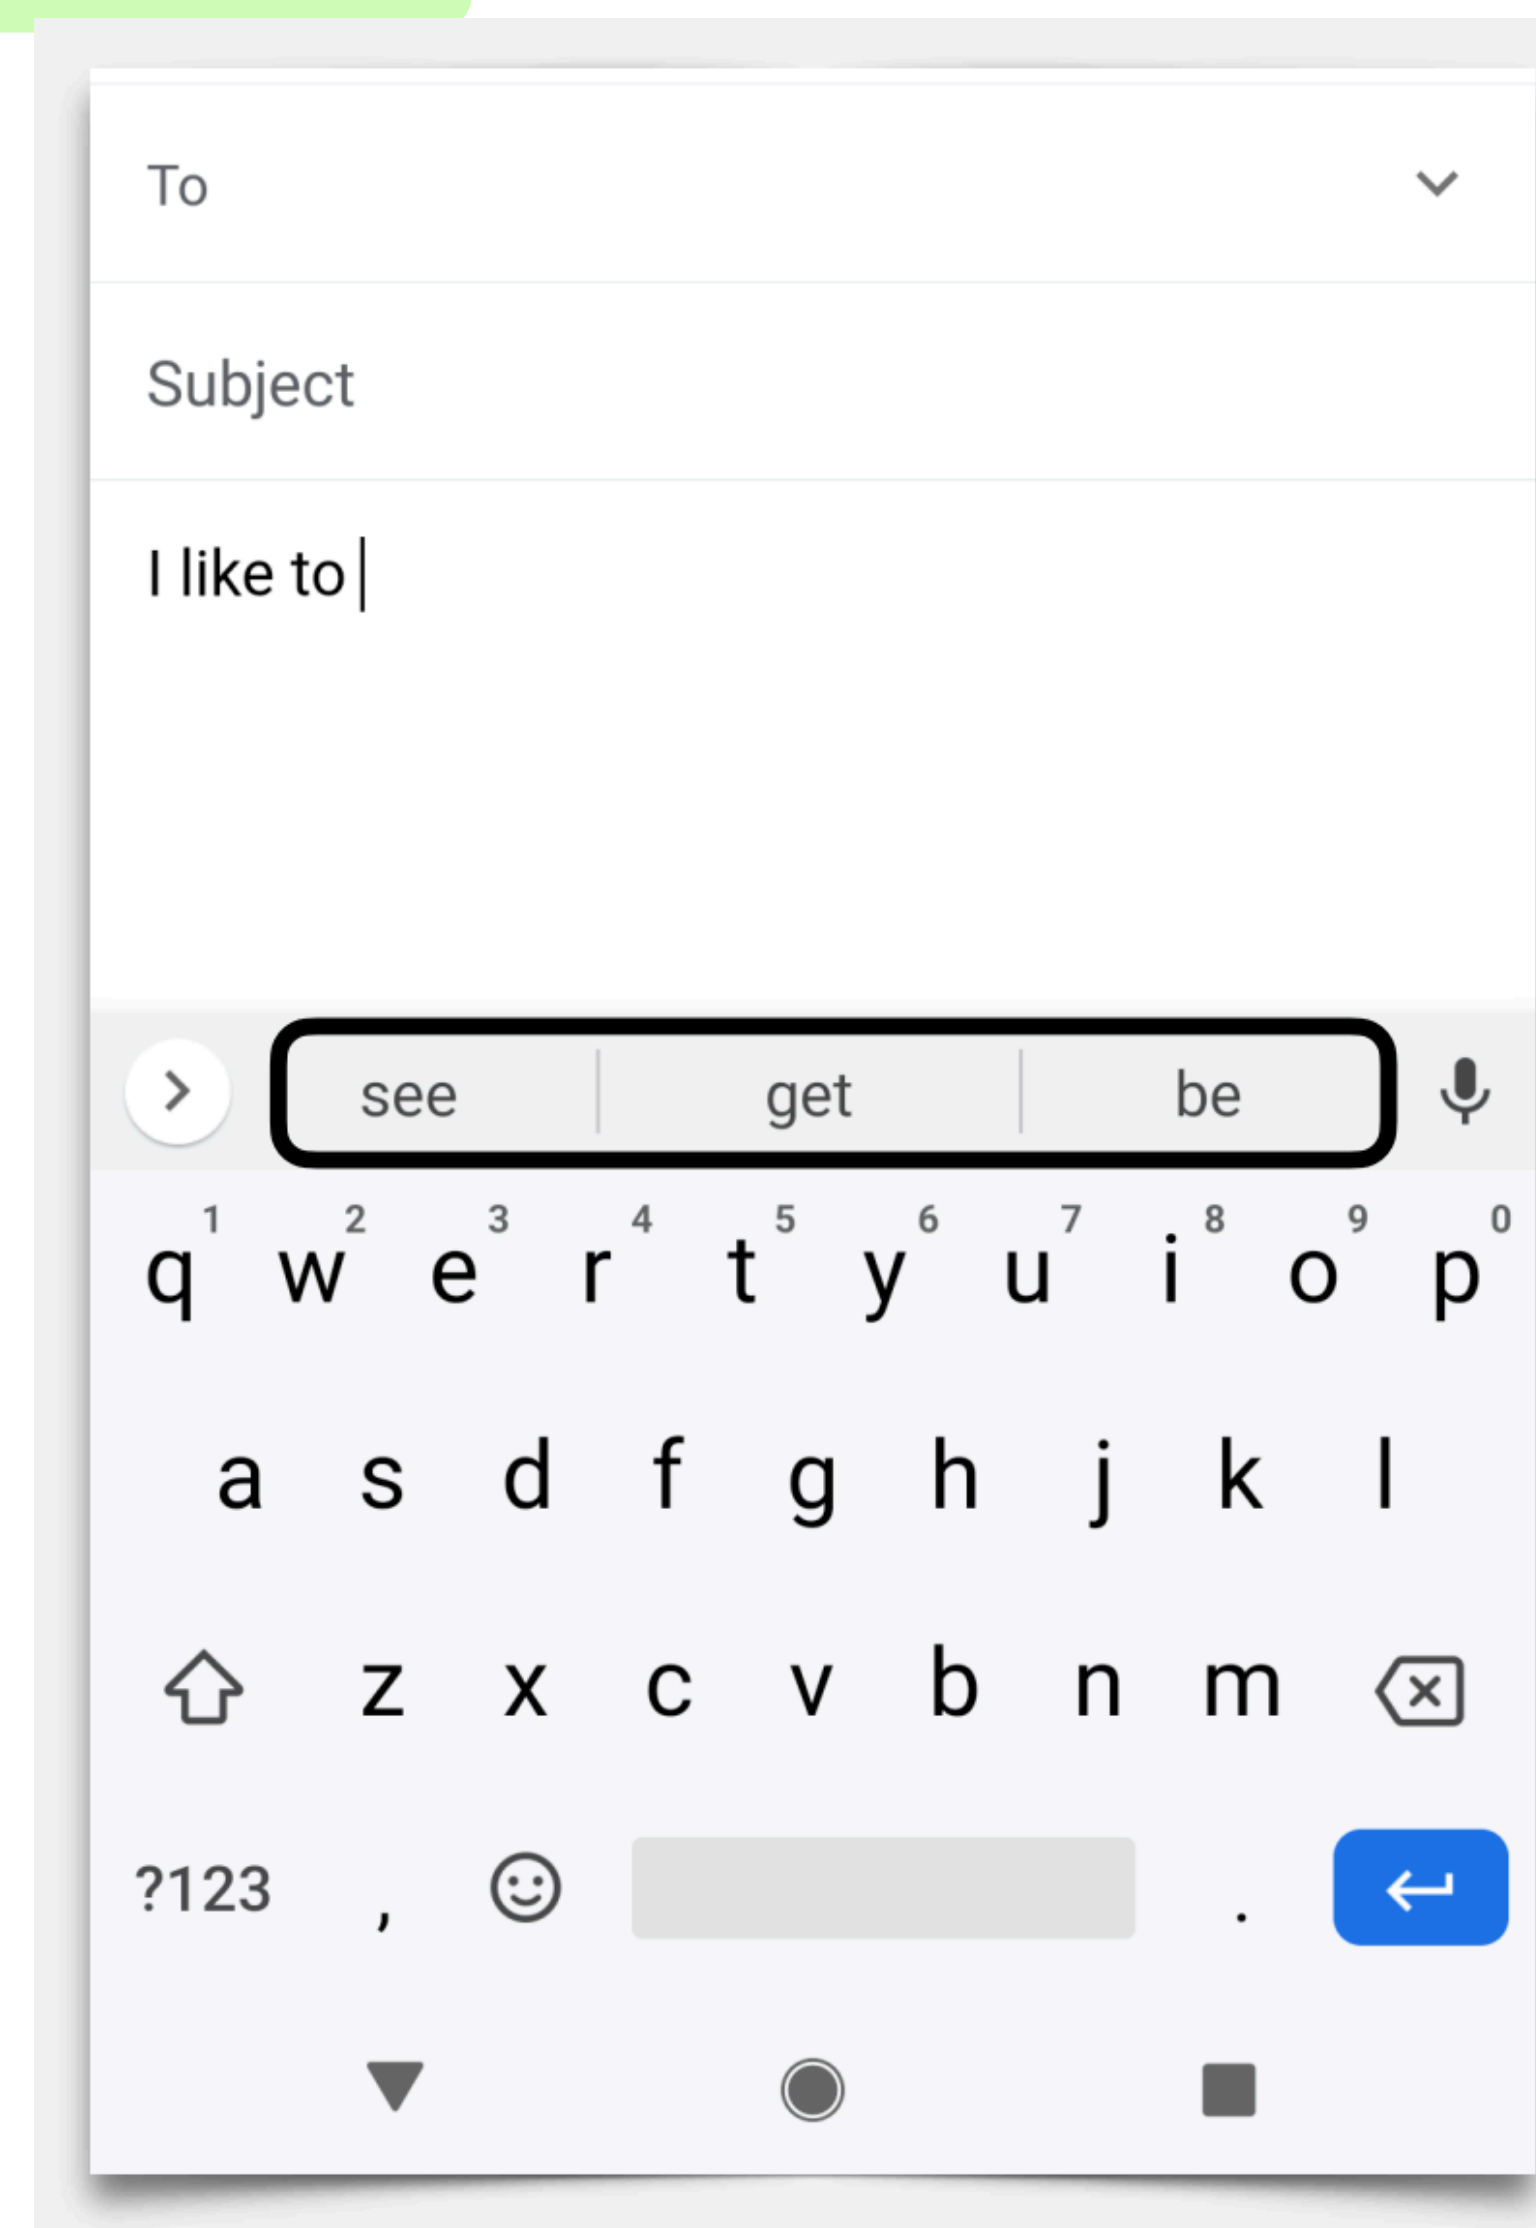 To
Subject
I like to
see get be
1 2 3 4 5 6 7 8 9 0
q w e r t y u i o p
a s d f g h j k l
z x c v b n m
?123 , .